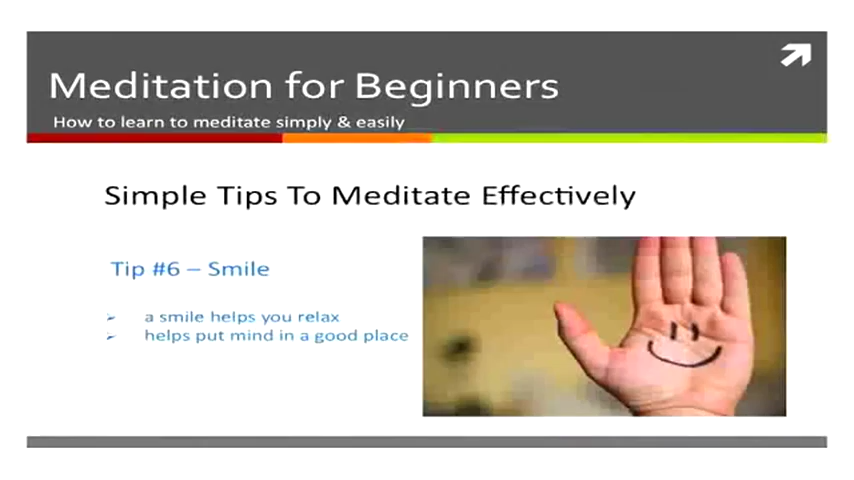 Meditation for Beginners
How to learn to meditate simply & easily
Simple Tips To Meditate Effectively
Tip #6 – Smile
a smile helps you relax
helps put mind in a good place